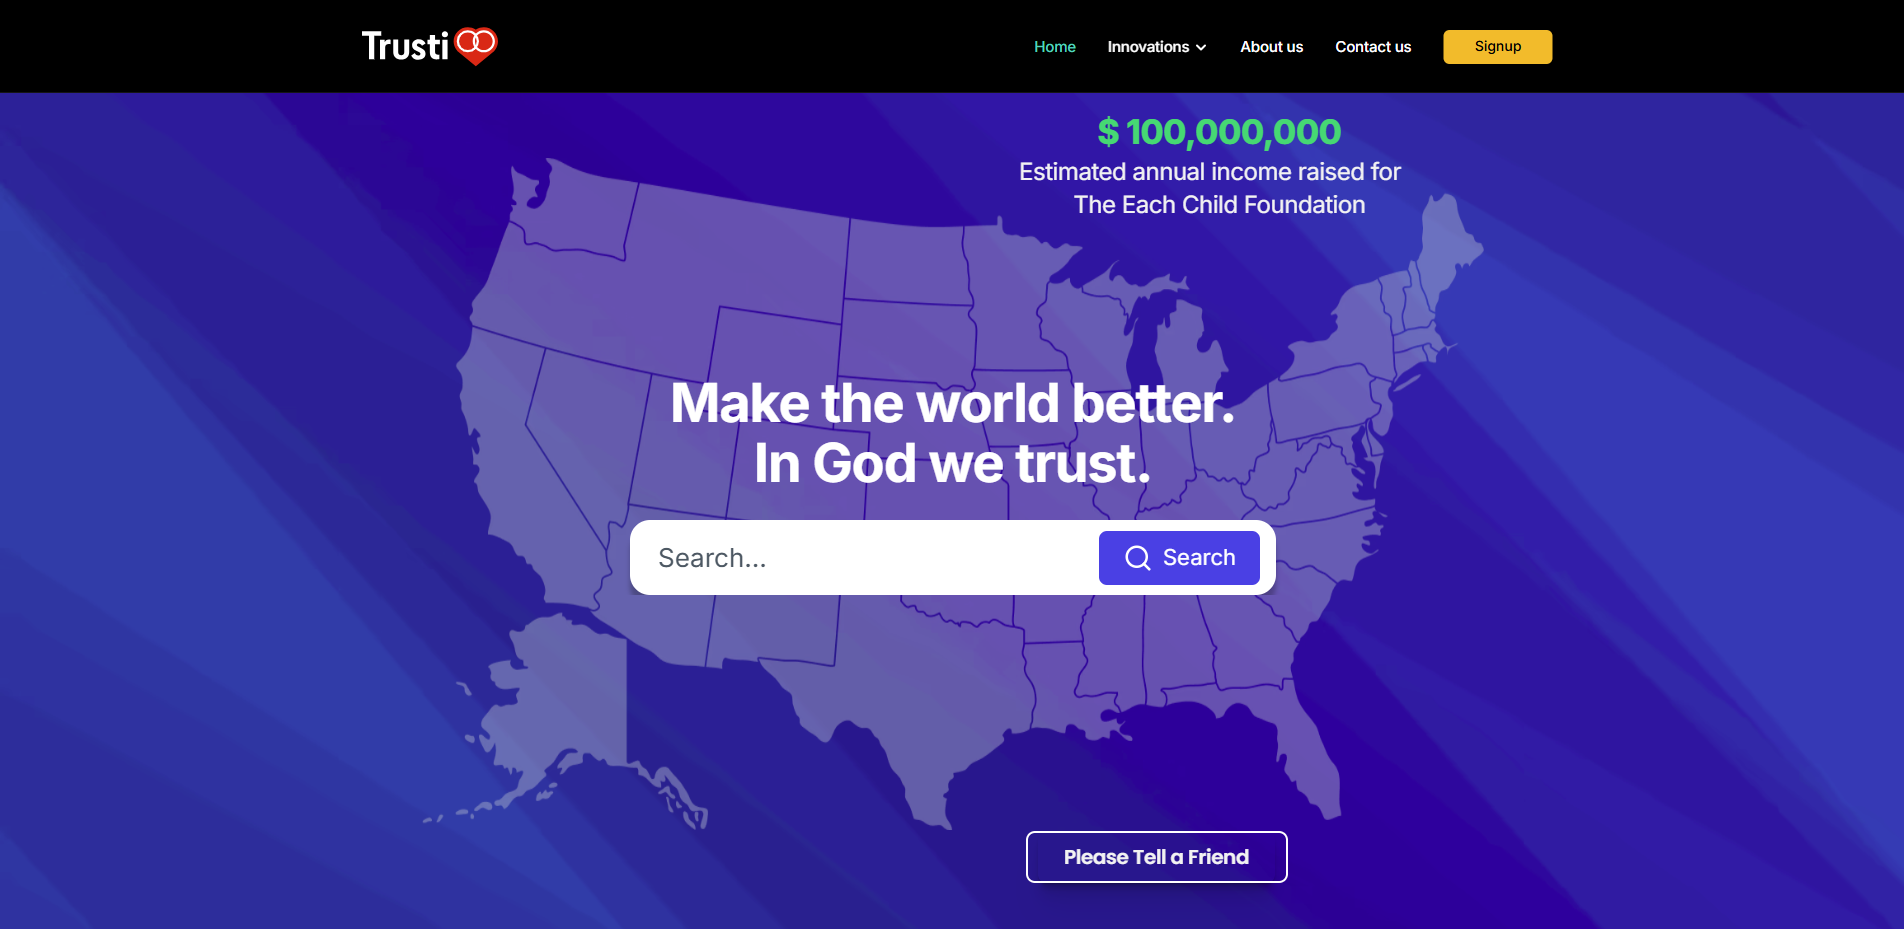 Trusti
Home
Innovations
About us
Contact us
Signup
$ 100,000,000
Estimated annual income raised for
The Each Child Foundation
Make the world better.
In God we trust.
Search...
Search
Please Tell a Friend